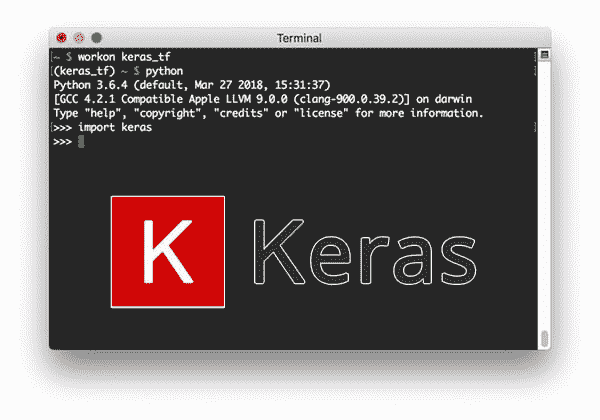 Terminal
~ $ workon keras_tf
(keras_tf) ~ $ python
Python 3.6.4 (default, Mar 27 2018, 15:31:37)
[GCC 4.2.1 Compatible Apple LLVM 9.0.0 (clang-900.0.39.2)] on darwin
Type "help", "copyright", "credits" or "license" for more information.
>>> import keras
>>>
K Keras